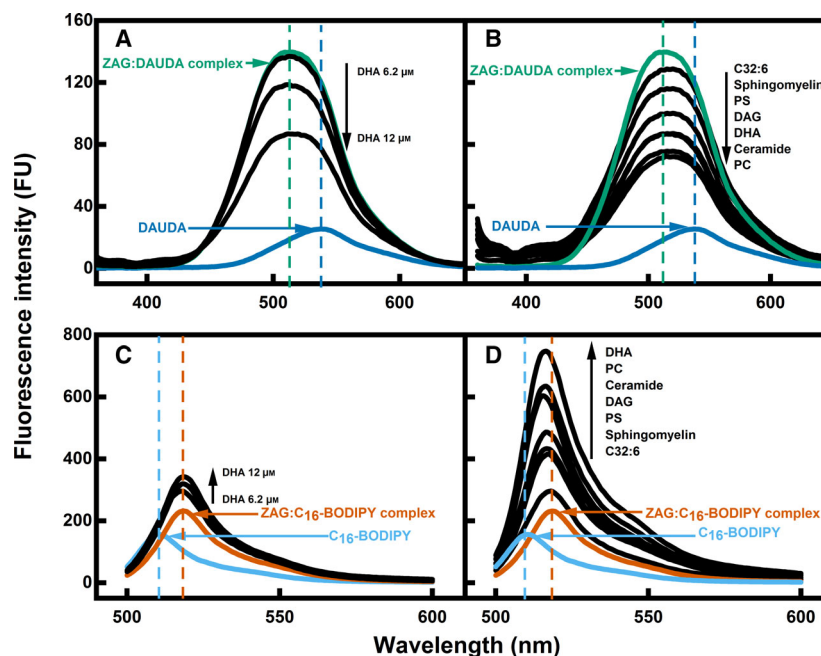 Fluorescence intensity (FU)
160
120
80
40
0
A
ZAG:DAUDA complex
DHA 6.2 µM
DHA 12 µM
DAUDA
400
500
600
B
ZAG:DAUDA complex
C32:6
Sphingomyelin
PS
DAG
DHA
Ceramide
PC
DAUDA
400
500
600
800
600
400
200
0
C
DHA 12 µM
DHA 6.2 µM
ZAG:C16-BODIPY complex
C16-BODIPY
500
550
600
D
DHA
PC
Ceramide
DAG
PS
Sphingomyelin
C32:6
ZAG:C16-BODIPY complex
C16-BODIPY
500
550
600
Wavelength (nm)